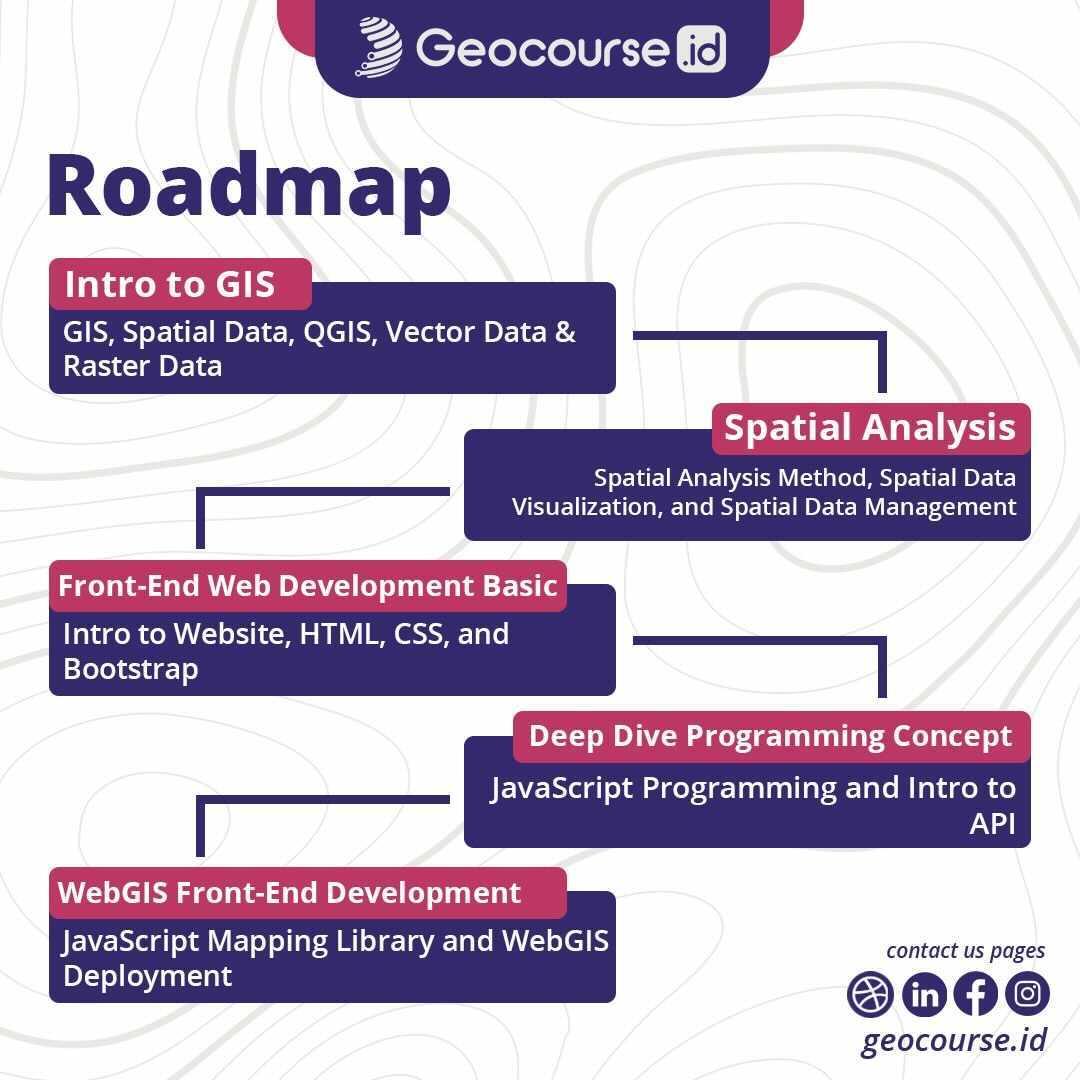 Geocourse.id
Roadmap
Intro to GIS
GIS, Spatial Data, QGIS, Vector Data &
Raster Data
Spatial Analysis
Spatial Analysis Method, Spatial Data
Visualization, and Spatial Data Management
Front-End Web Development Basic
Intro to Website, HTML, CSS, and
Bootstrap
Deep Dive Programming Concept
JavaScript Programming and Intro to
API
WebGIS Front-End Development
JavaScript Mapping Library and WebGIS
Deployment
contact us pages
in
geocourse.id